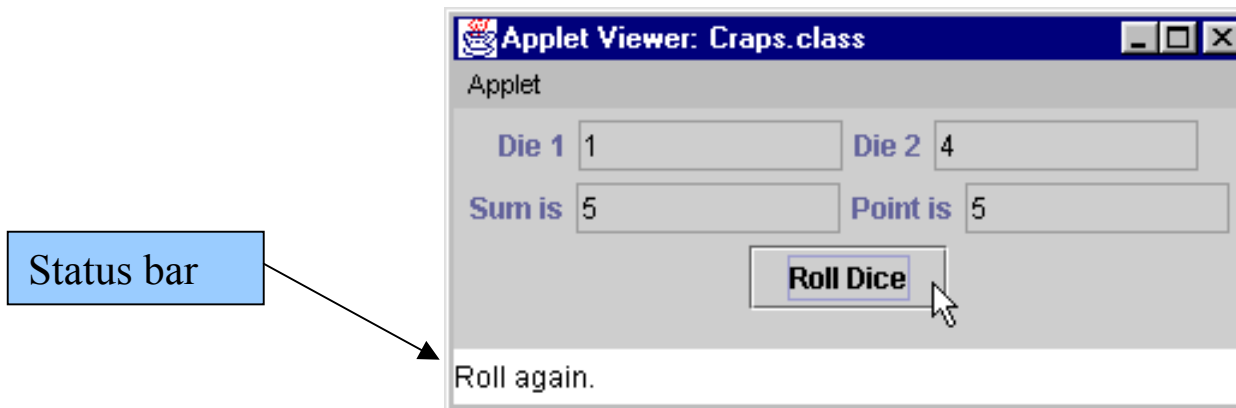 Applet Viewer: Craps.class
Applet
Die 1 1 Die 2 4
Sum is 5 Point is 5
Status bar
Roll Dice
Roll again.